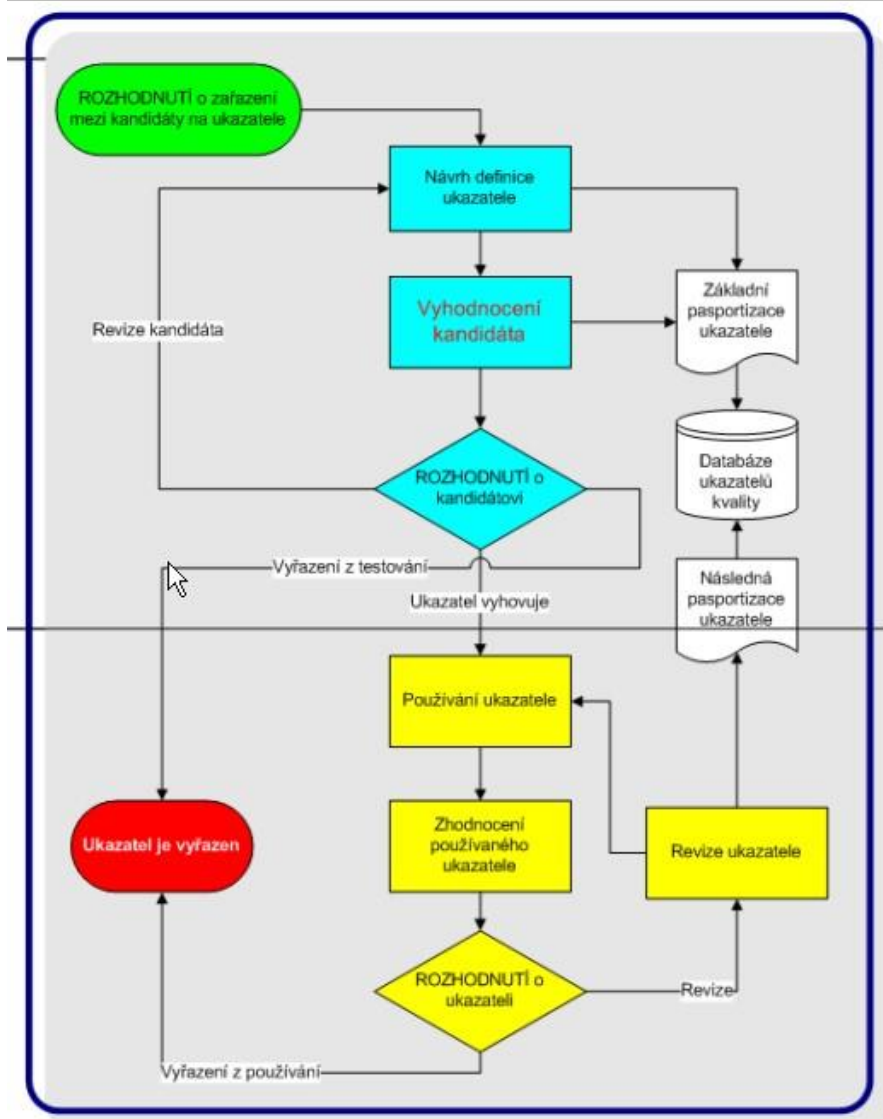 ROZHODNUTÍ o zařazení
mezi kandidáty na ukazatele
Návrh definice
ukazatele
Vyhodnocení
kandidáta
Základní
pasportizace
ukazatele
Revize kandidáta
ROZHODNUTÍ o
kandidátovi
Databáze
ukazatelů
kvality
Vyřazení z testování
Ukazatel vyhovuje
Následná
pasportizace
ukazatele
Používání ukazatele
Zhodnocení
používaného
ukazatele
Revize ukazatele
Ukazatel je vyřazen
ROZHODNUTÍ o
ukazateli
Revize
Vyřazení z používání